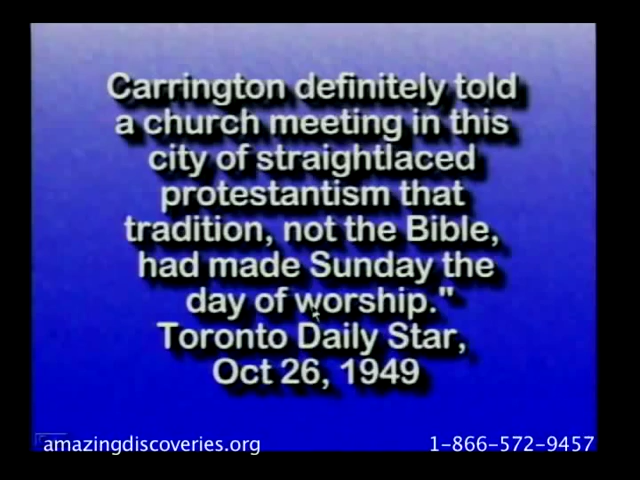 Carrington definitely told
a church meeting in this
city of straightlaced
protestantism that
tradition, not the Bible,
had made Sunday the
day of worship."
Toronto Daily Star,
Oct 26, 1949
amazingdiscoveries.org 1-866-572-9457